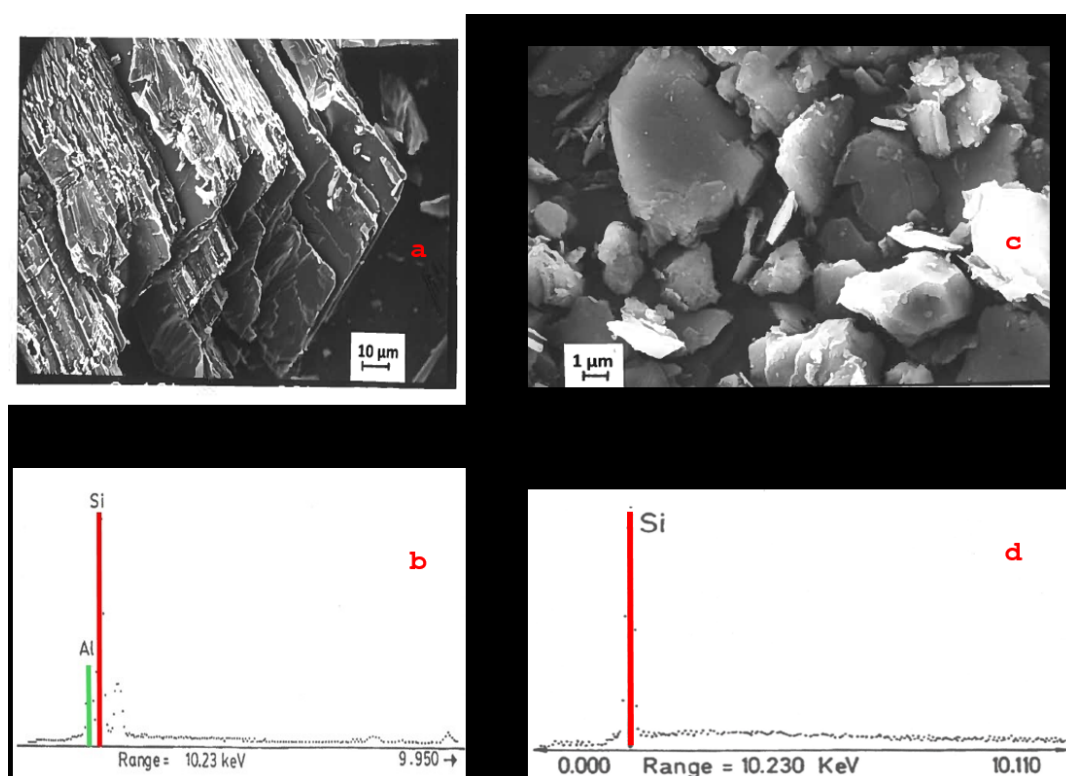 a
10 µm
c
1 µm
Si
b
Al
Range = 10.23 keV 9.950 →
Si
d
0.000 Range = 10.230 KeV 10.110